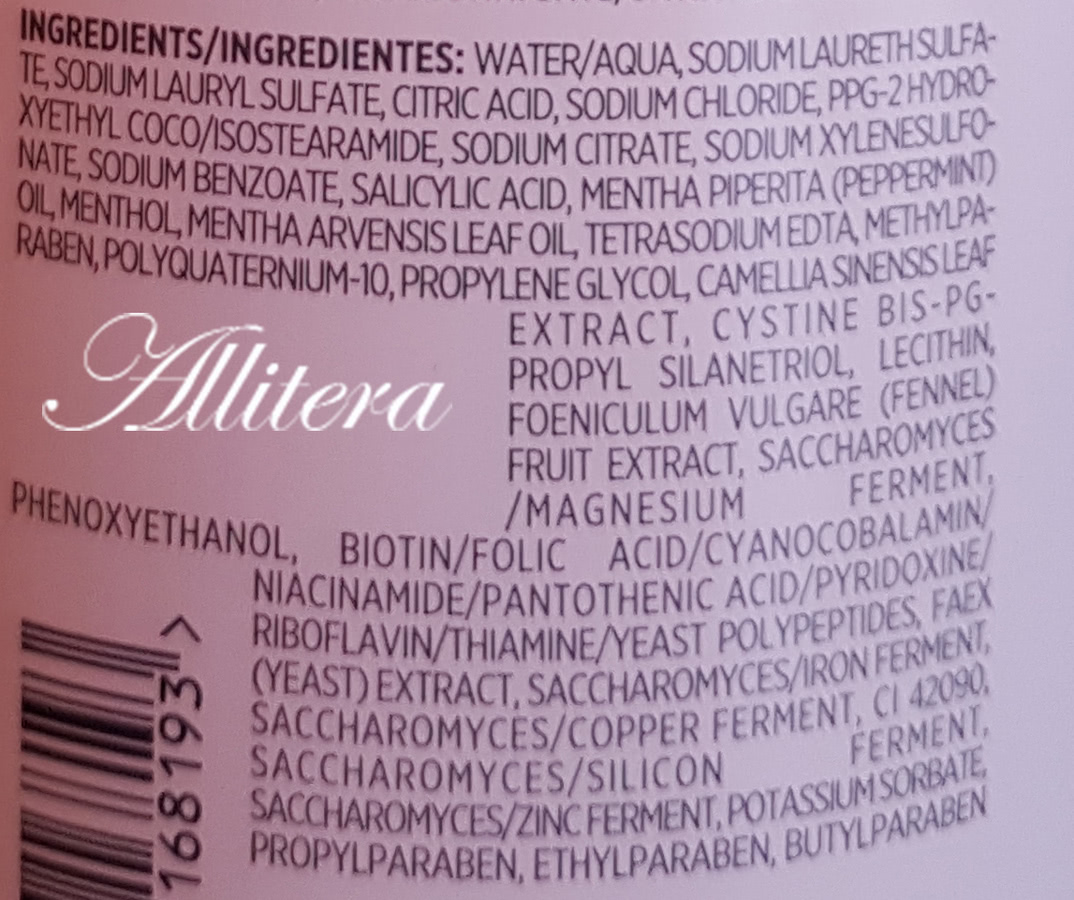 INGREDIENTS/INGREDIENTES: WATER/AQUA, SODIUM LAURETH SULFA-
TE, SODIUM LAURYL SULFATE, CITRIC ACID, SODIUM CHLORIDE, PPG-2 HYDRO-
XYETHYL COCO/ISOSTEARAMIDE, SODIUM CITRATE, SODIUM XYLENESULFO-
NATE, SODIUM BENZOATE, SALICYLIC ACID, MENTHA PIPERITA (PEPPERMINT)
OIL, MENTHOL, MENTHA ARVENSIS LEAF OIL, TETRASODIUM EDTA, METHYLPA-
RABEN, POLYQUATERNIUM-10, PROPYLENE GLYCOL, CAMELLIA SINENSIS LEAF
EXTRACT, CYSTINE BIS-PG-
PROPYL SILANETRIOL, LECITHIN,
FOENICULUM VULGARE (FENNEL)
FRUIT EXTRACT, SACCHAROMYCES
/MAGNESIUM FERMENT,
Allitera
PHENOXYETHANOL, BIOTIN/FOLIC ACID/CYANOCOBALAMIN/
NIACINAMIDE/PANTOTHENIC ACID/PYRIDOXINE/
RIBOFLAVIN/THIAMINE/YEAST POLYPEPTIDES, FAEX
(YEAST) EXTRACT, SACCHAROMYCES/IRON FERMENT,
SACCHAROMYCES/COPPER FERMENT, CI 42090,
SACCHAROMYCES/SILICON FERMENT,
SACCHAROMYCES/ZINC FERMENT, POTASSIUM SORBATE,
PROPYLPARABEN, ETHYLPARABEN, BUTYLPARABEN
168193 >